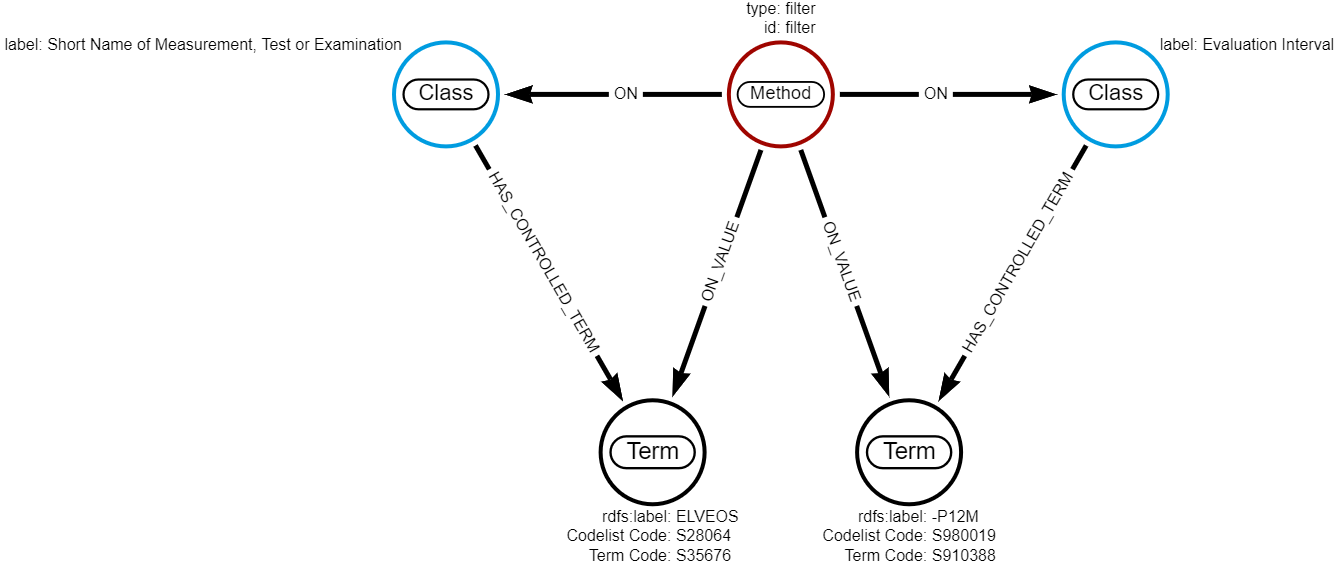 type: filter
id: filter
label: Short Name of Measurement, Test or Examination
label: Evaluation Interval
Class
ON
Method
ON
Class
HAS_CONTROLLED_TERM
ON_VALUE
ON_VALUE
HAS_CONTROLLED_TERM
Term
Term
rdfs:label: ELVEOS
Codelist Code: S28064
Term Code: S35676
rdfs:label: -P12M
Codelist Code: S980019
Term Code: S910388